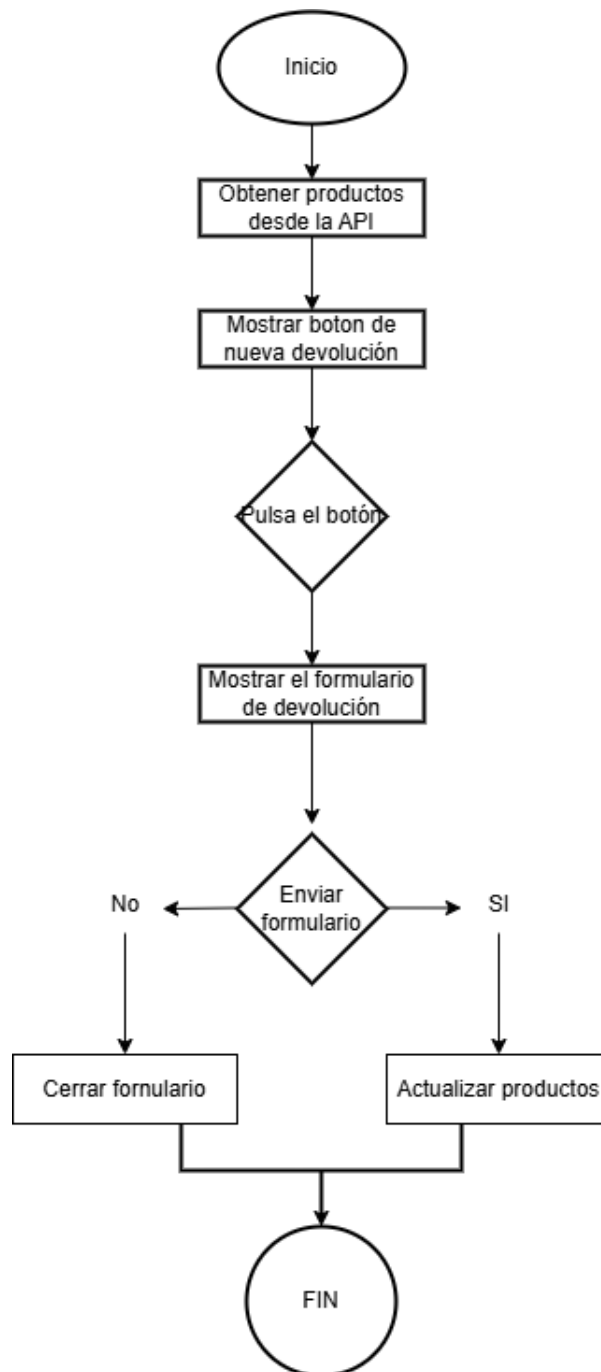 Inicio
Obtener productos
desde la API
Mostrar boton de
nueva devolución
Pulsa el botón
Mostrar el formulario
de devolución
Enviar
formulario
No
SI
Cerrar fornulario
Actualizar productos
FIN